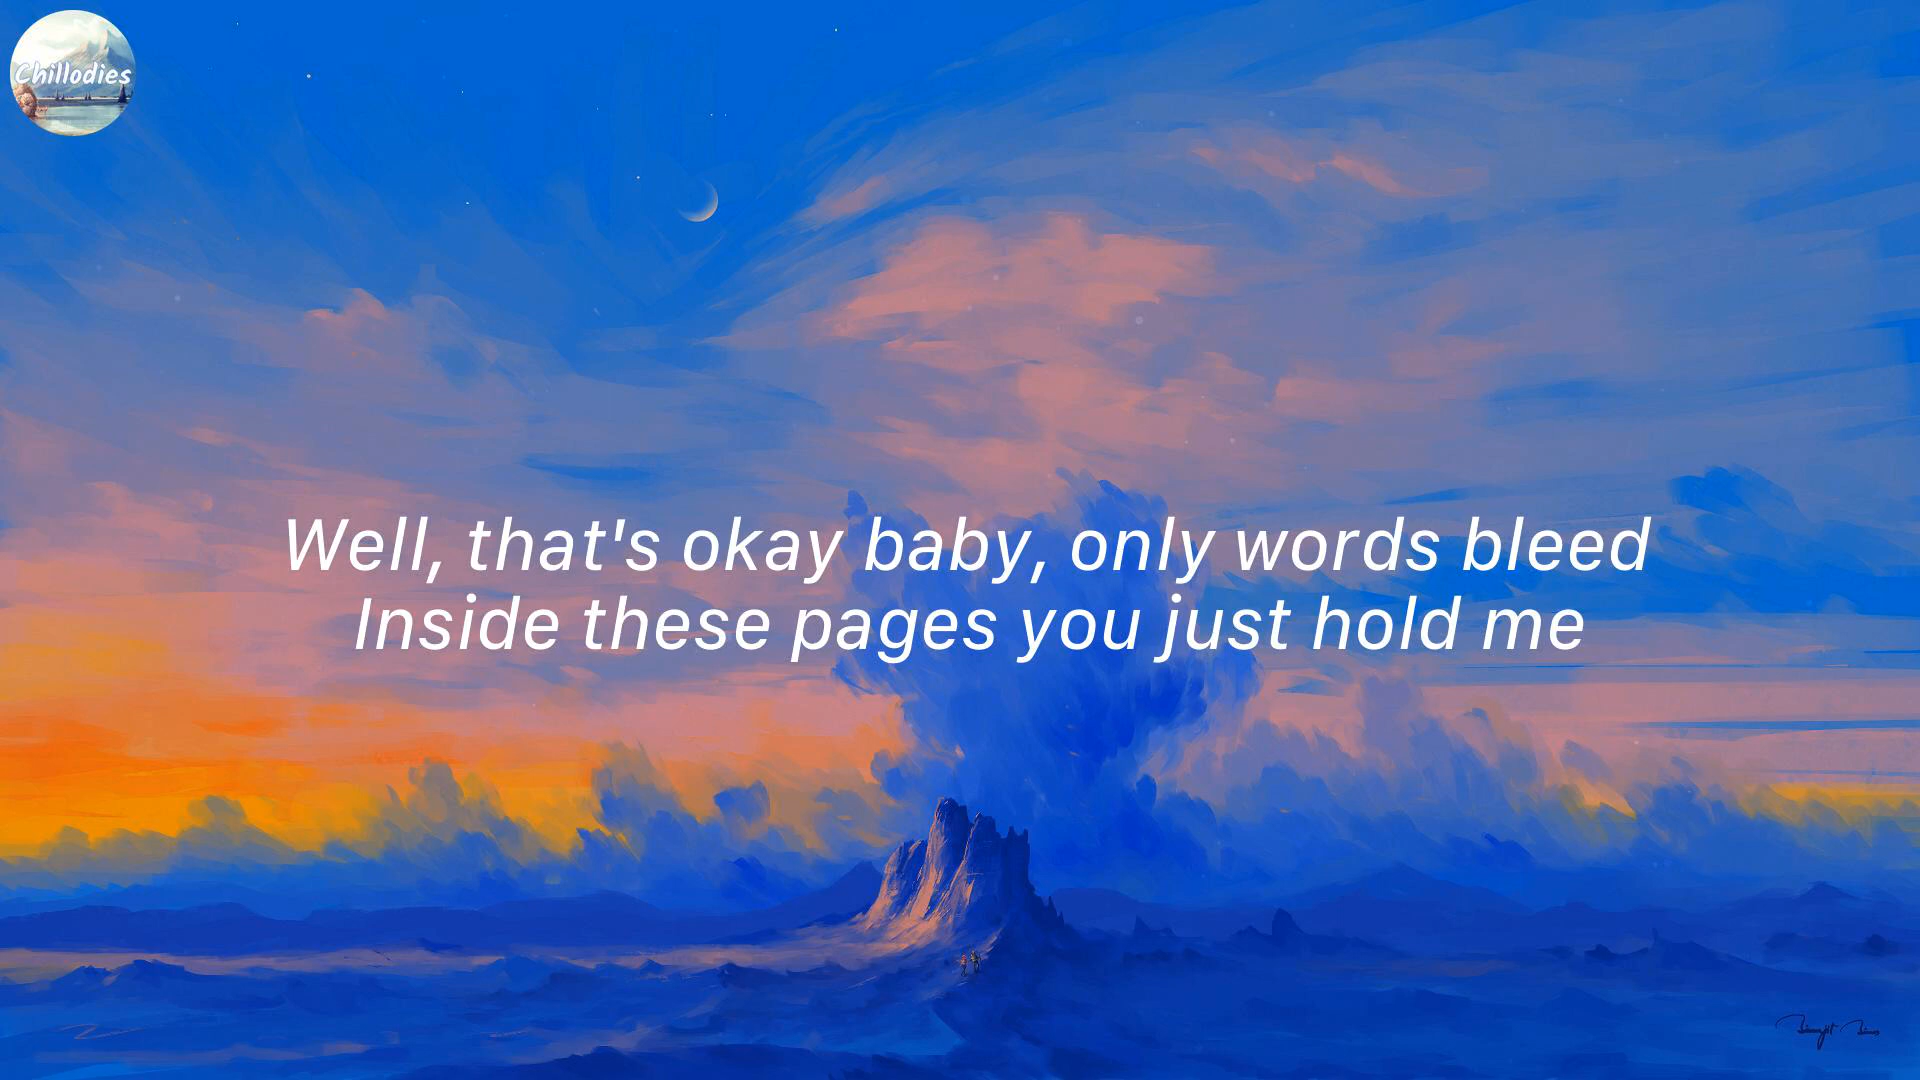 Chillodies
Well, that's okay baby, only words bleed
Inside these pages you just hold me